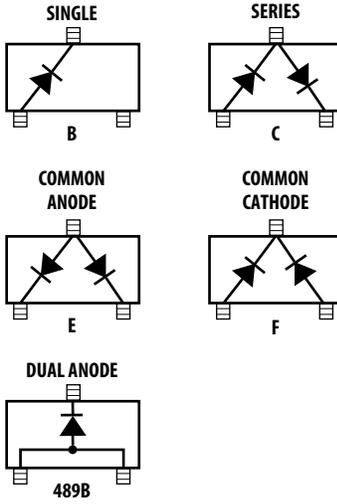 SINGLE
B
SERIES
C
COMMON
ANODE
E
COMMON
CATHODE
F
DUAL ANODE
489B